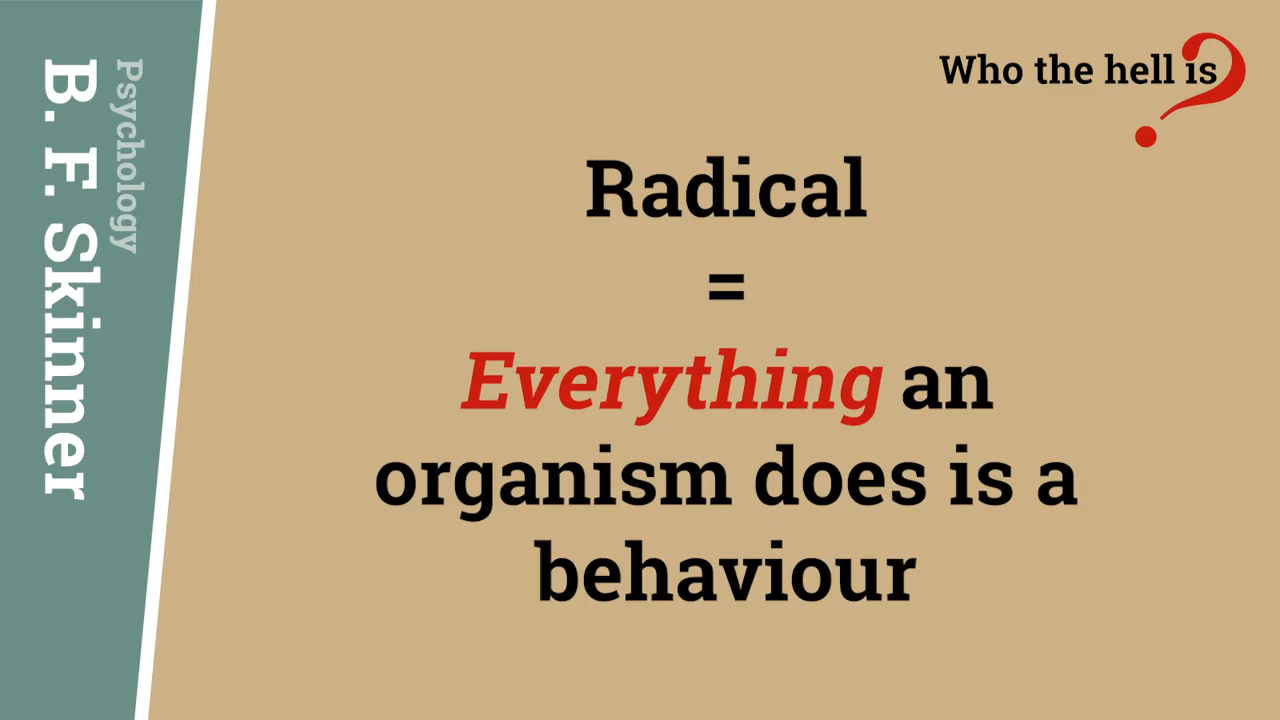 Psychology
B. F. Skinner
Who the hell is?
Radical
=
Everything an
organism does is a
behaviour